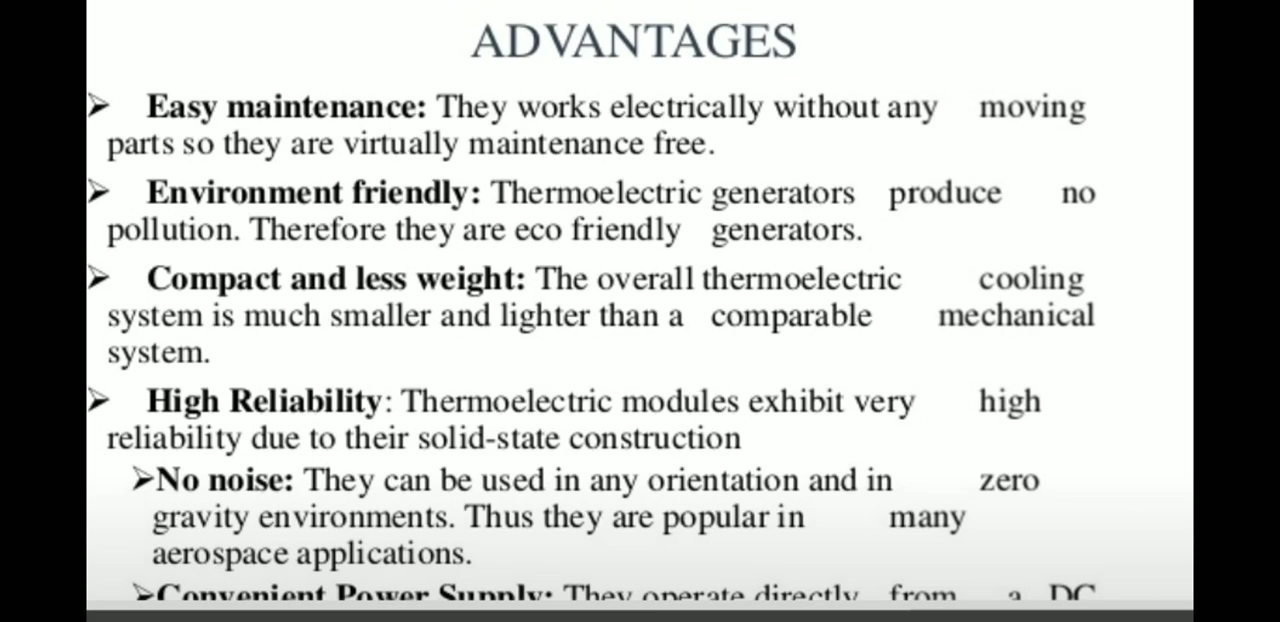 ADVANTAGES
➢ Easy maintenance: They works electrically without any moving
parts so they are virtually maintenance free.
➢ Environment friendly: Thermoelectric generators produce no
pollution. Therefore they are eco friendly generators.
➢ Compact and less weight: The overall thermoelectric cooling
system is much smaller and lighter than a comparable mechanical
system.
➢ High Reliability: Thermoelectric modules exhibit very high
reliability due to their solid-state construction
➢No noise: They can be used in any orientation and in zero
gravity environments. Thus they are popular in many
aerospace applications.
➢Convenient Power Supply: They operate directly from a DC